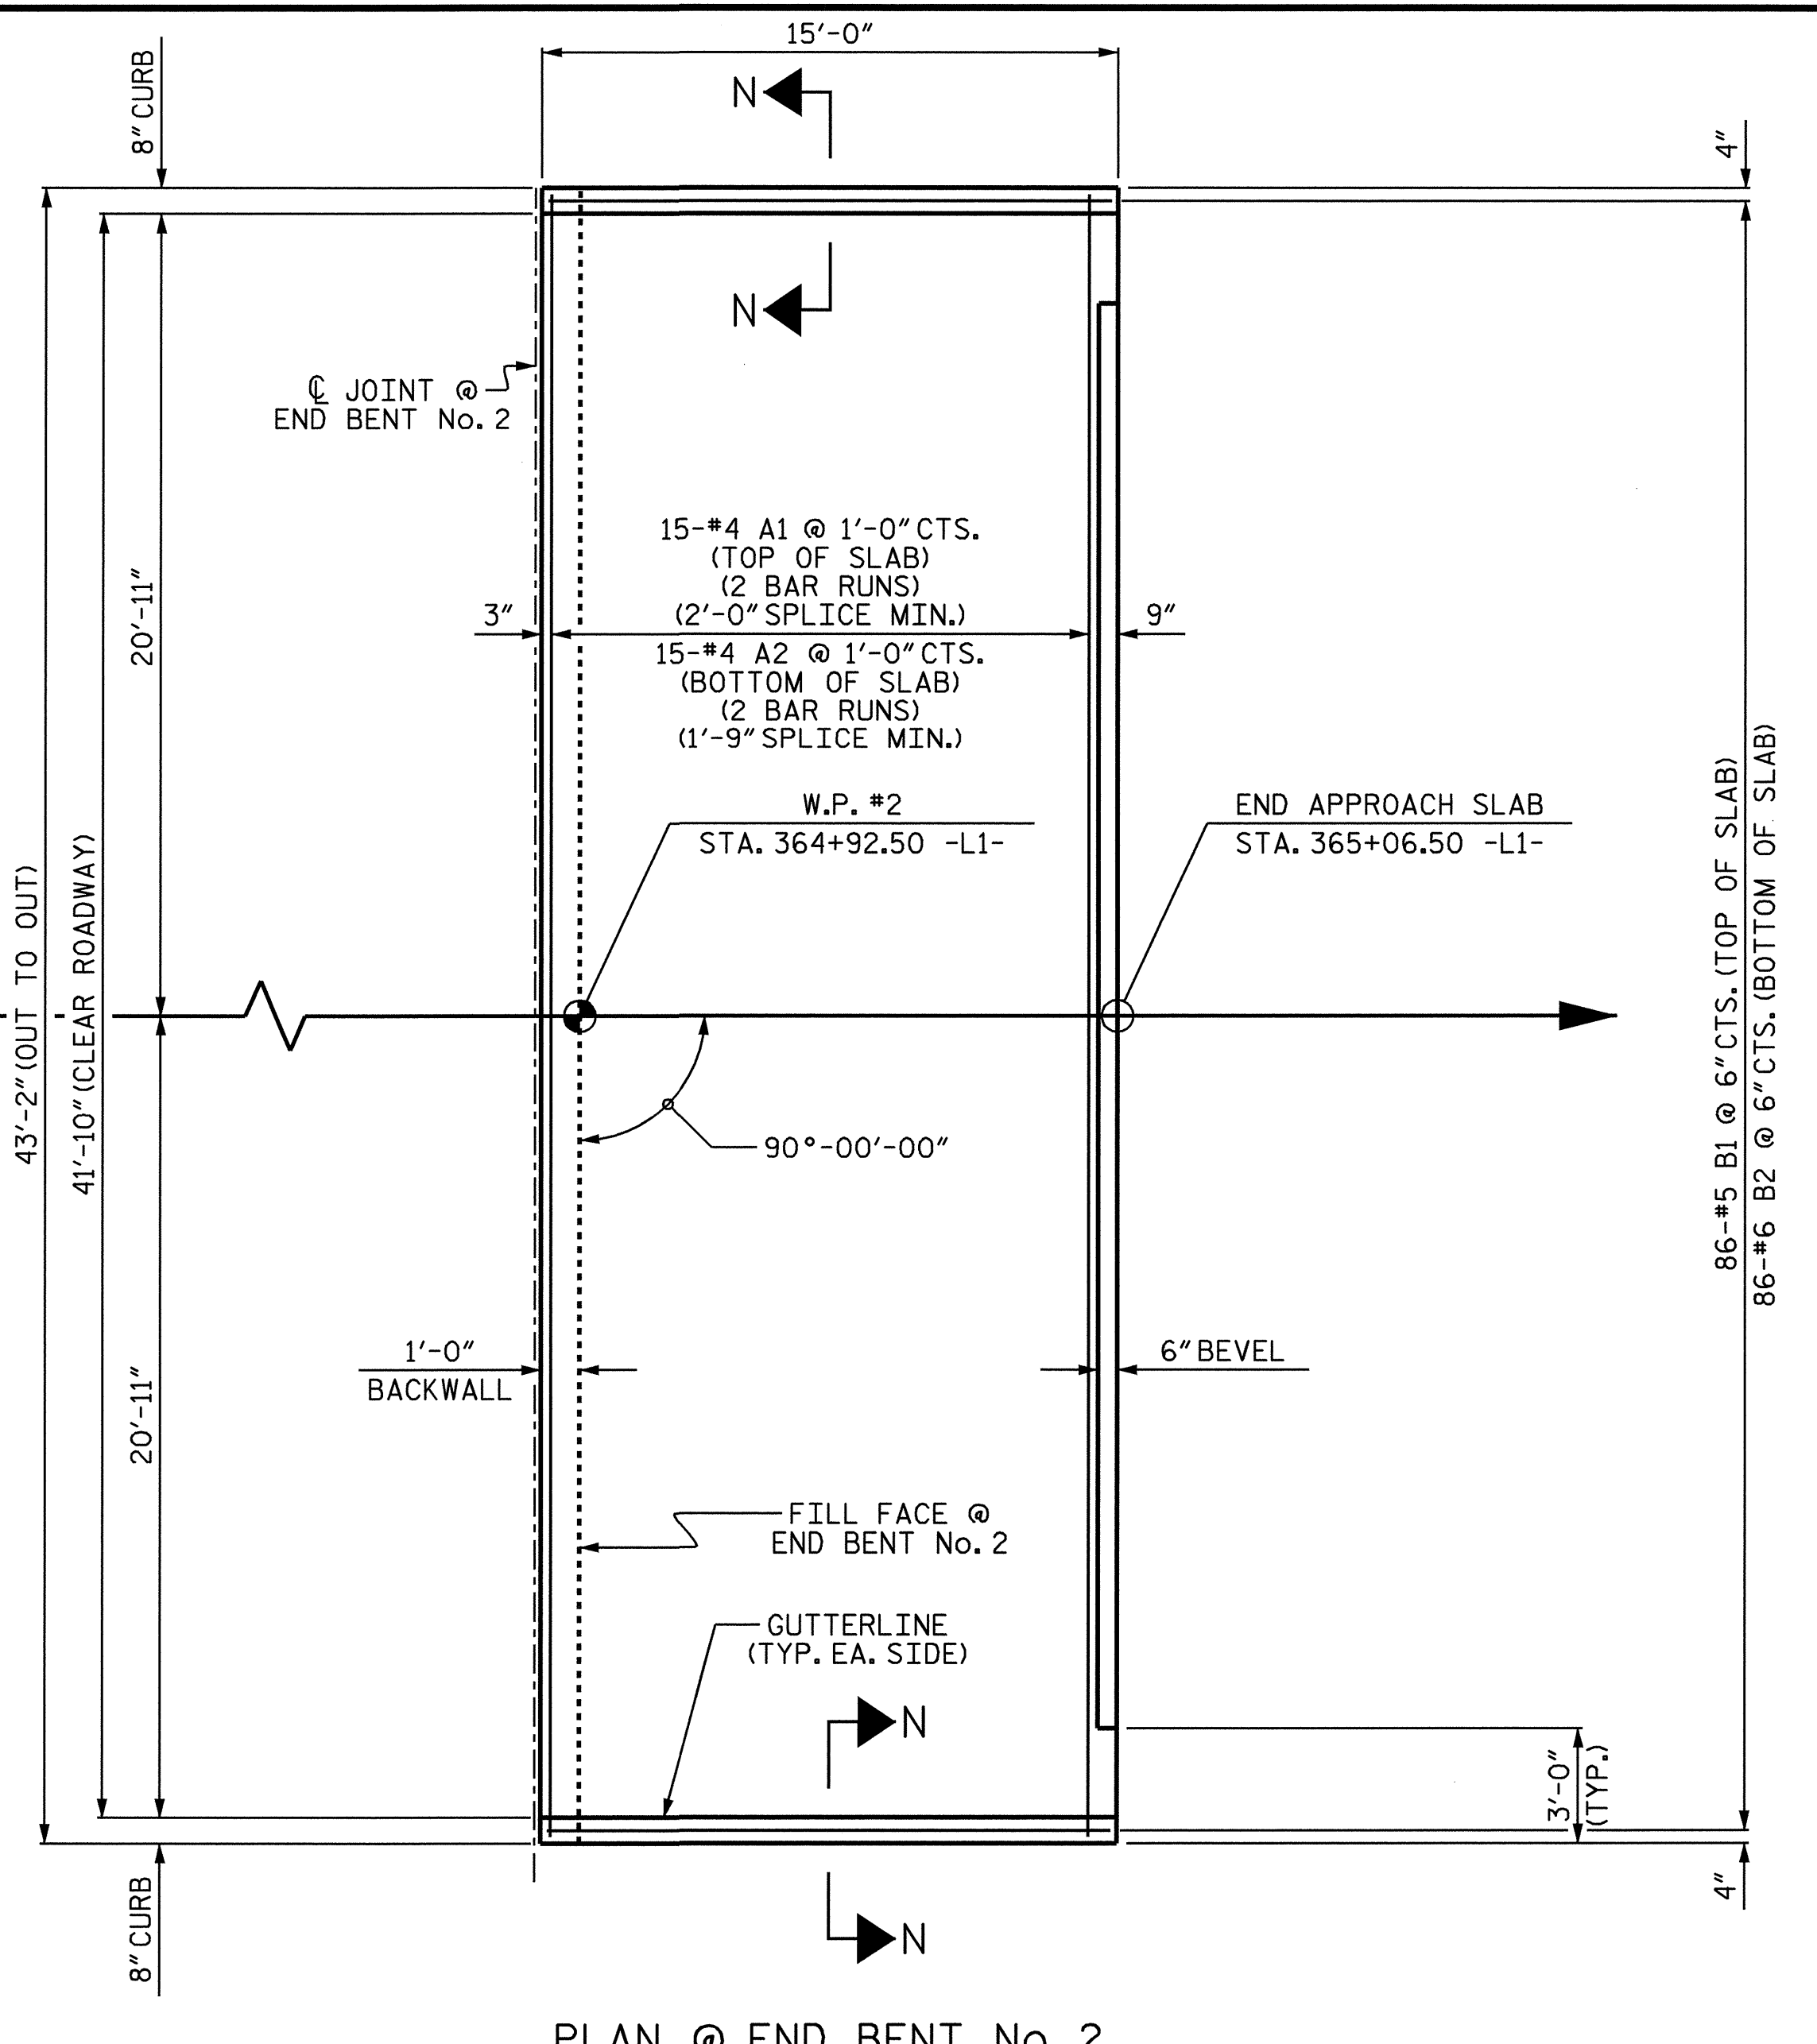 15'-0"
8" CURB
N
4"
N
℄ JOINT @
END BENT No. 2
15-#4 A1 @ 1'-0" CTS.
(TOP OF SLAB)
(2 BAR RUNS)
(2'-0" SPLICE MIN.)
3"
9"
15-#4 A2 @ 1'-0" CTS.
(BOTTOM OF SLAB)
(2 BAR RUNS)
(1'-9" SPLICE MIN.)
20'-11"
W.P. #2
STA. 364+92.50 -L1-
END APPROACH SLAB
STA. 365+06.50 -L1-
43'-2" (OUT TO OUT)
41'-10" (CLEAR ROADWAY)
86-#5 B1 @ 6" CTS. (TOP OF SLAB)
86-#6 B2 @ 6" CTS. (BOTTOM OF SLAB)
90°-00'-00"
1'-0"
BACKWALL
6" BEVEL
20'-11"
FILL FACE @
END BENT No. 2
GUTTERLINE
(TYP. EA. SIDE)
N
3'-0"
(TYP.)
8" CURB
N
4"
PLAN @ END BENT No. 2